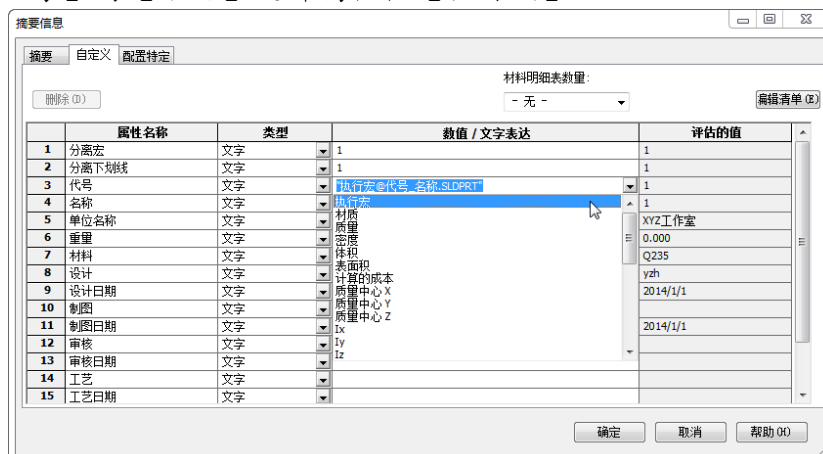 摘要信息
摘要 自定义 配置特定
材料明细表数量:
删除(D) - 无 - 编辑清单(E)
属性名称 类型 数值 / 文字表达 评估的值
1 分离宏 文字 1 1
2 分离下划线 文字 1 1
3 代号 文字 "执行宏@代号 名称.SLDPRT" 1
4 名称 文字 执行宏 1
材质
5 单位名称 文字 质量 XYZ工作室
6 重量 文字 密度 0.000
7 材料 文字 体积 Q235
表面积
8 设计 文字 计算的成本 yzh
9 设计日期 文字 质量中心 X 2014/1/1
10 制图 文字 质量中心 Y
质量中心 Z
11 制图日期 文字 Ix 2014/1/1
12 审核 文字 Iy
13 审核日期 文字 Iz
14 工艺 文字
15 工艺日期 文字
确定 取消 帮助(H)